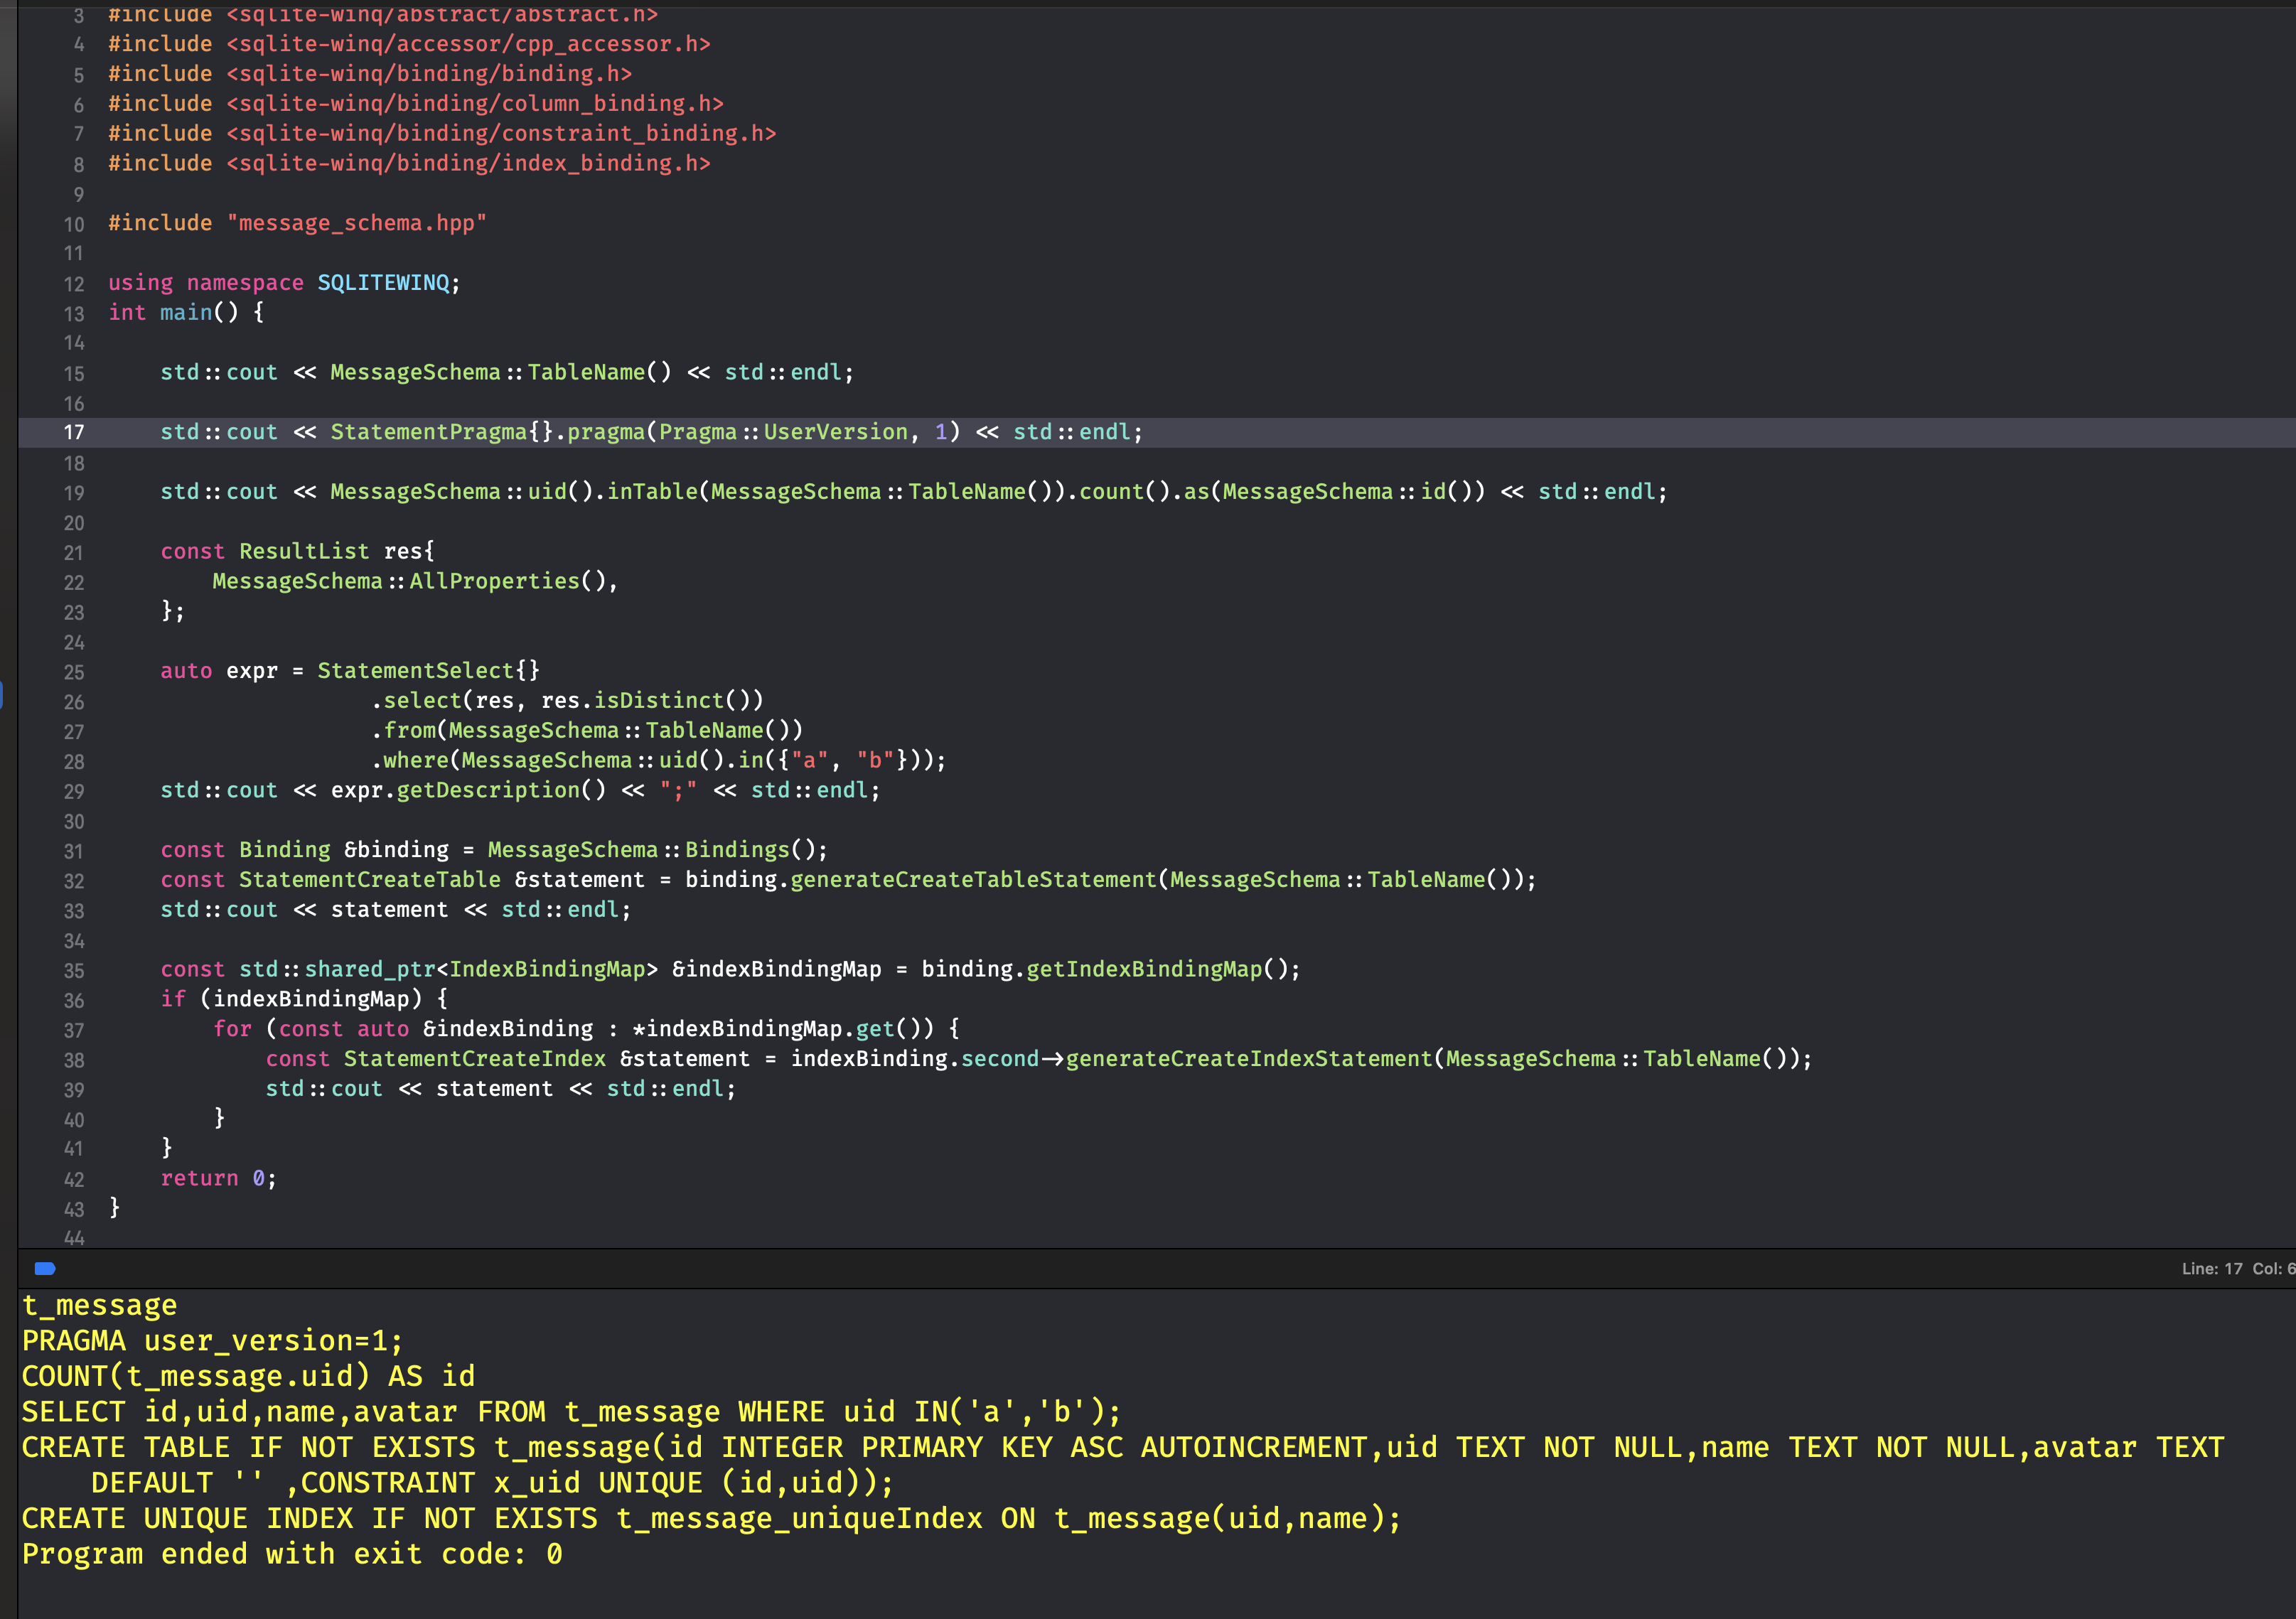 3 #include <sqlite-winq/abstract/abstract.h>
4 #include <sqlite-winq/accessor/cpp_accessor.h>
5 #include <sqlite-winq/binding/binding.h>
6 #include <sqlite-winq/binding/column_binding.h>
7 #include <sqlite-winq/binding/constraint_binding.h>
8 #include <sqlite-winq/binding/index_binding.h>
9
10 #include "message_schema.hpp"
11
12 using namespace SQLITEWINQ;
13 int main() {
14
15     std::cout << MessageSchema::TableName() << std::endl;
16
17     std::cout << StatementPragma{}.pragma(Pragma::UserVersion, 1) << std::endl;
18
19     std::cout << MessageSchema::uid().inTable(MessageSchema::TableName()).count().as(MessageSchema::id()) << std::endl;
20
21     const ResultList res{
22         MessageSchema::AllProperties(),
23     };
24
25     auto expr = StatementSelect{}
26                     .select(res, res.isDistinct())
27                     .from(MessageSchema::TableName())
28                     .where(MessageSchema::uid().in({"a", "b"}));
29     std::cout << expr.getDescription() << ";" << std::endl;
30
31     const Binding &binding = MessageSchema::Bindings();
32     const StatementCreateTable &statement = binding.generateCreateTableStatement(MessageSchema::TableName());
33     std::cout << statement << std::endl;
34
35     const std::shared_ptr<IndexBindingMap> &indexBindingMap = binding.getIndexBindingMap();
36     if (indexBindingMap) {
37         for (const auto &indexBinding : *indexBindingMap.get()) {
38             const StatementCreateIndex &statement = indexBinding.second->generateCreateIndexStatement(MessageSchema::TableName());
39             std::cout << statement << std::endl;
40         }
41     }
42     return 0;
43 }
44
Line: 17 Col: 6
t_message
PRAGMA user_version=1;
COUNT(t_message.uid) AS id
SELECT id,uid,name,avatar FROM t_message WHERE uid IN('a','b');
CREATE TABLE IF NOT EXISTS t_message(id INTEGER PRIMARY KEY ASC AUTOINCREMENT,uid TEXT NOT NULL,name TEXT NOT NULL,avatar TEXT
DEFAULT '' ,CONSTRAINT x_uid UNIQUE (id,uid));
CREATE UNIQUE INDEX IF NOT EXISTS t_message_uniqueIndex ON t_message(uid,name);
Program ended with exit code: 0